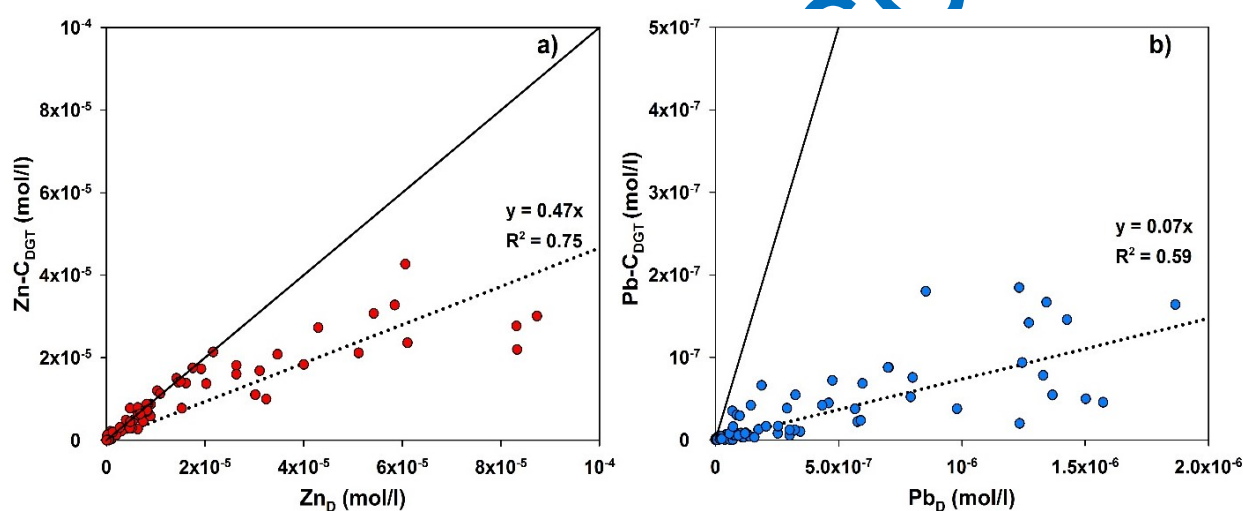 a)
Zn-C_DGT (mol/l)
10⁻⁴
8x10⁻⁵
6x10⁻⁵
4x10⁻⁵
2x10⁻⁵
0
y = 0.47x
R² = 0.75
0 2x10⁻⁵ 4x10⁻⁵ 6x10⁻⁵ 8x10⁻⁵ 10⁻⁴
Zn_D (mol/l)
b)
Pb-C_DGT (mol/l)
5x10⁻⁷
4x10⁻⁷
3x10⁻⁷
2x10⁻⁷
10⁻⁷
0
y = 0.07x
R² = 0.59
0 5.0x10⁻⁷ 10⁻⁶ 1.5x10⁻⁶ 2.0x10⁻⁶
Pb_D (mol/l)